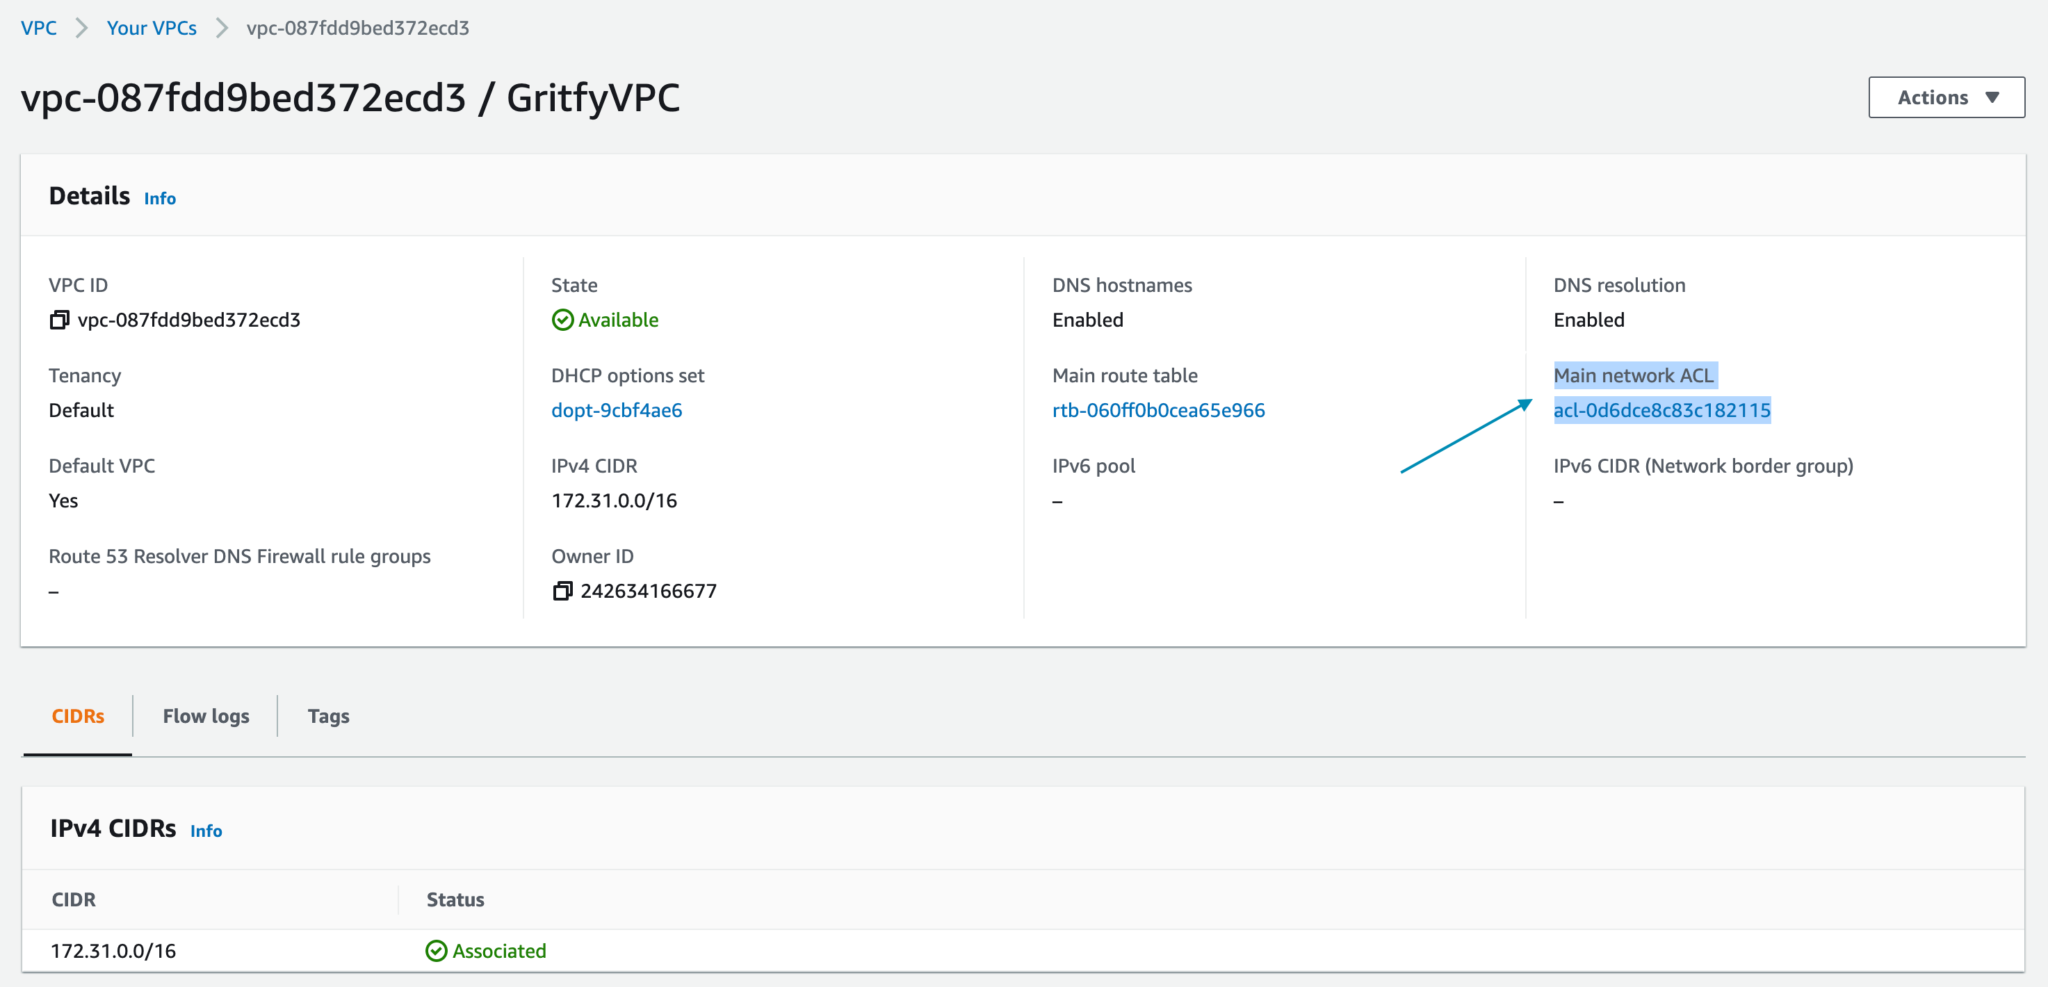 VPC > Your VPCs > vpc-087fdd9bed372ecd3
vpc-087fdd9bed372ecd3 / GritfyVPC
Actions ▼
Details Info
VPC ID
vpc-087fdd9bed372ecd3
Tenancy
Default
Default VPC
Yes
Route 53 Resolver DNS Firewall rule groups
–
State
Available
DHCP options set
dopt-9cbf4ae6
IPv4 CIDR
172.31.0.0/16
Owner ID
242634166677
DNS hostnames
Enabled
Main route table
rtb-060ff0b0cea65e966
IPv6 pool
–
DNS resolution
Enabled
Main network ACL
acl-0d6dce8c83c182115
IPv6 CIDR (Network border group)
–
CIDRs Flow logs Tags
IPv4 CIDRs Info
CIDR Status
172.31.0.0/16 Associated